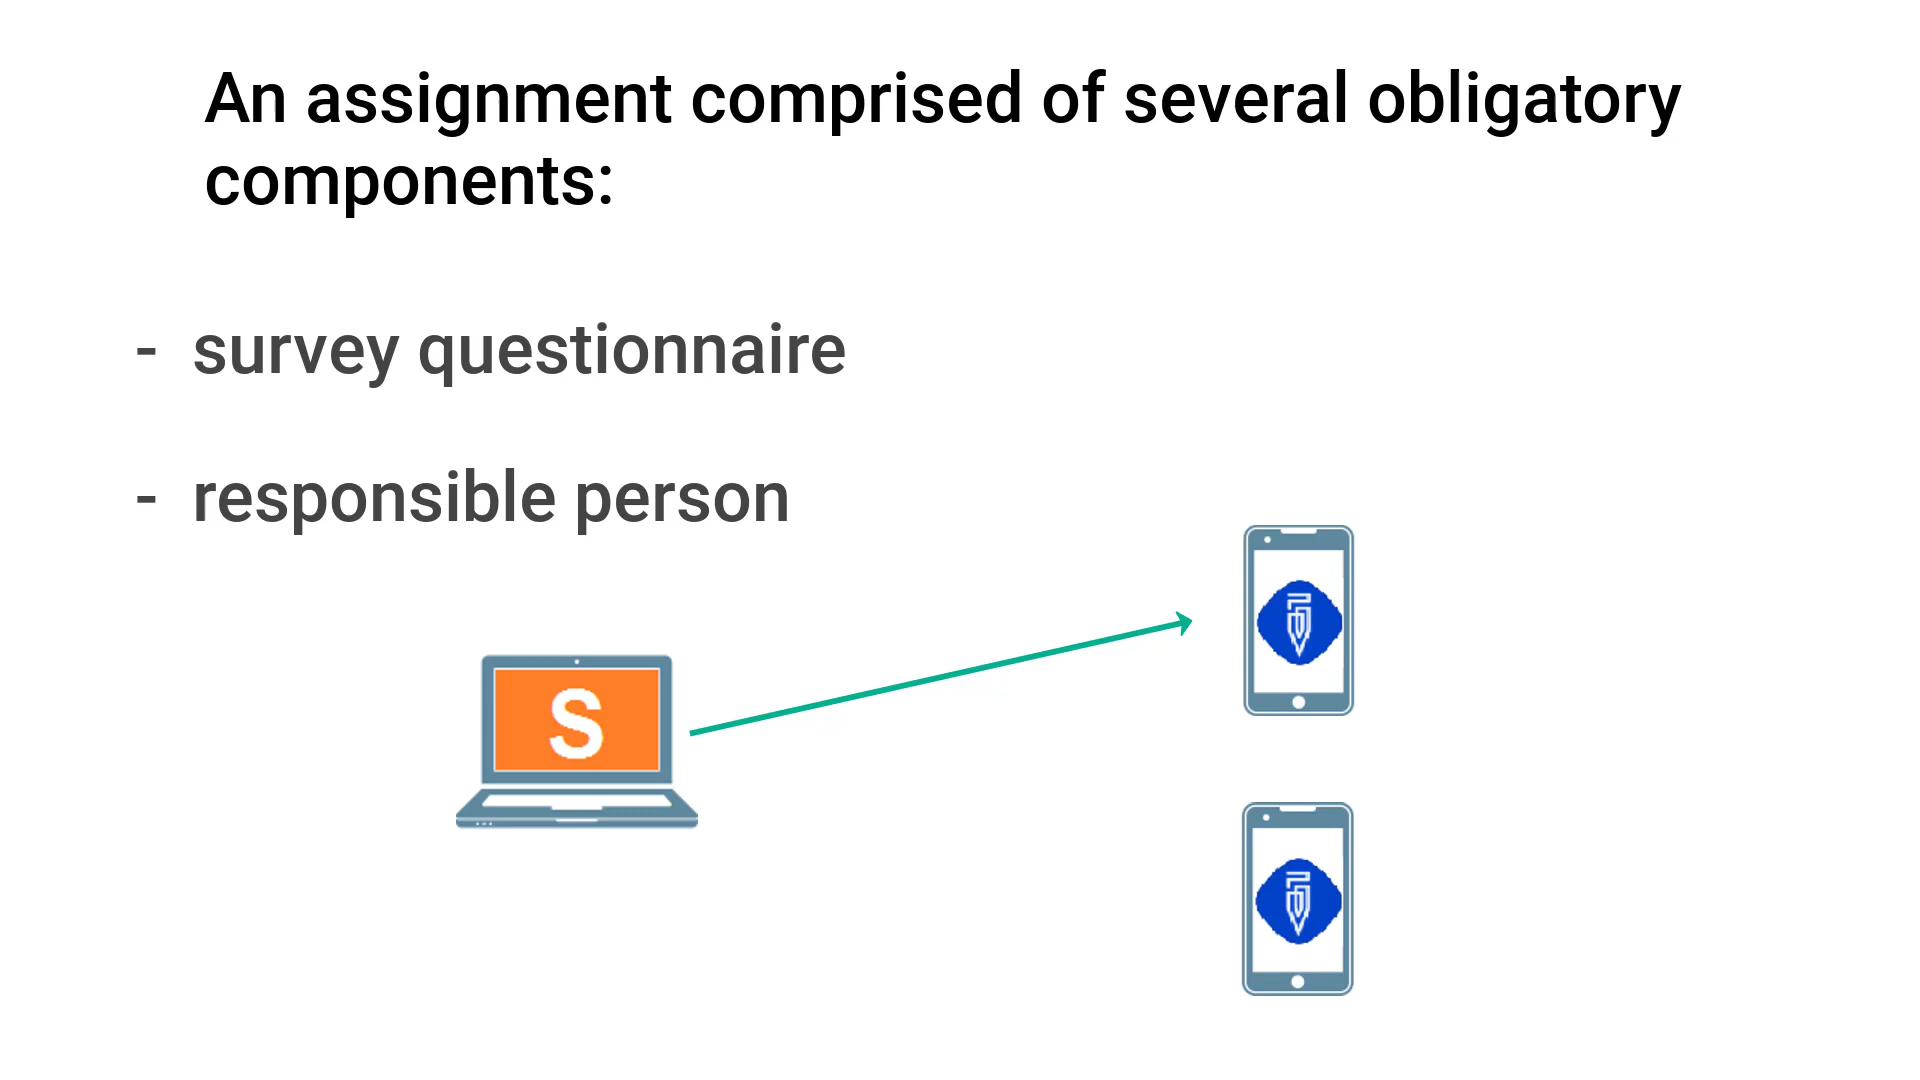 An assignment comprised of several obligatory
components:
- survey questionnaire
- responsible person
S